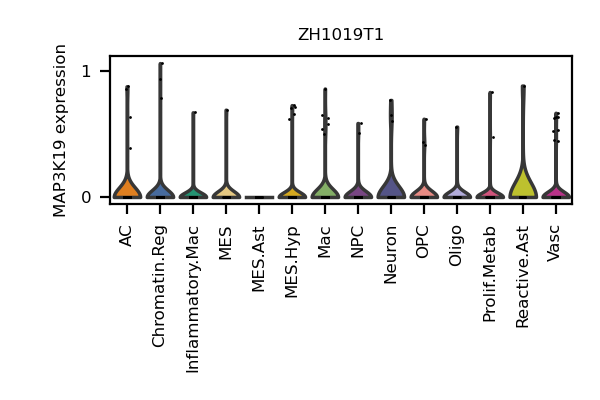 ZH1019T1
MAP3K19 expression
1
0
AC
Chromatin.Reg
Inflammatory.Mac
MES
MES.Ast
MES.Hyp
Mac
NPC
Neuron
OPC
Oligo
Prolif.Metab
Reactive.Ast
Vasc